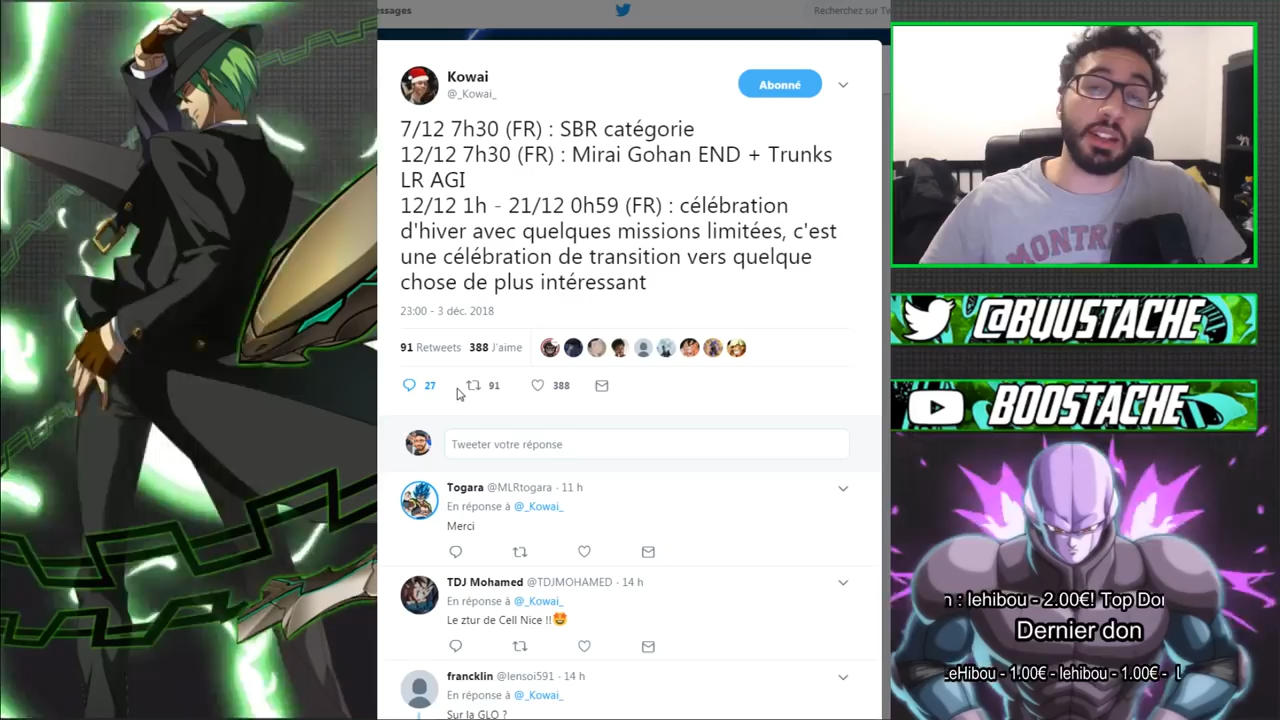 essages
Recherchez sur Tw
Kowai
@_Kowai_
Abonné
7/12 7h30 (FR) : SBR catégorie
12/12 7h30 (FR) : Mirai Gohan END + Trunks
LR AGI
12/12 1h - 21/12 0h59 (FR) : célébration
d'hiver avec quelques missions limitées, c'est
une célébration de transition vers quelque
chose de plus intéressant
23:00 - 3 déc. 2018
91 Retweets 388 J'aime
27 91 388
Tweeter votre réponse
Togara @MLRtogara · 11 h
En réponse à @_Kowai_
Merci
TDJ Mohamed @TDJMOHAMED · 14 h
En réponse à @_Kowai_
Le ztur de Cell Nice !!🤩
francklin @lensoi591 · 14 h
En réponse à @_Kowai_
Sur la GLO ?
MONTRA
@BUUSTACHE
BOOSTACHE
: lehibou - 2.00€! Top Dor
Dernier don
eHibou - 1.00€ - lehibou - 1.00€ -